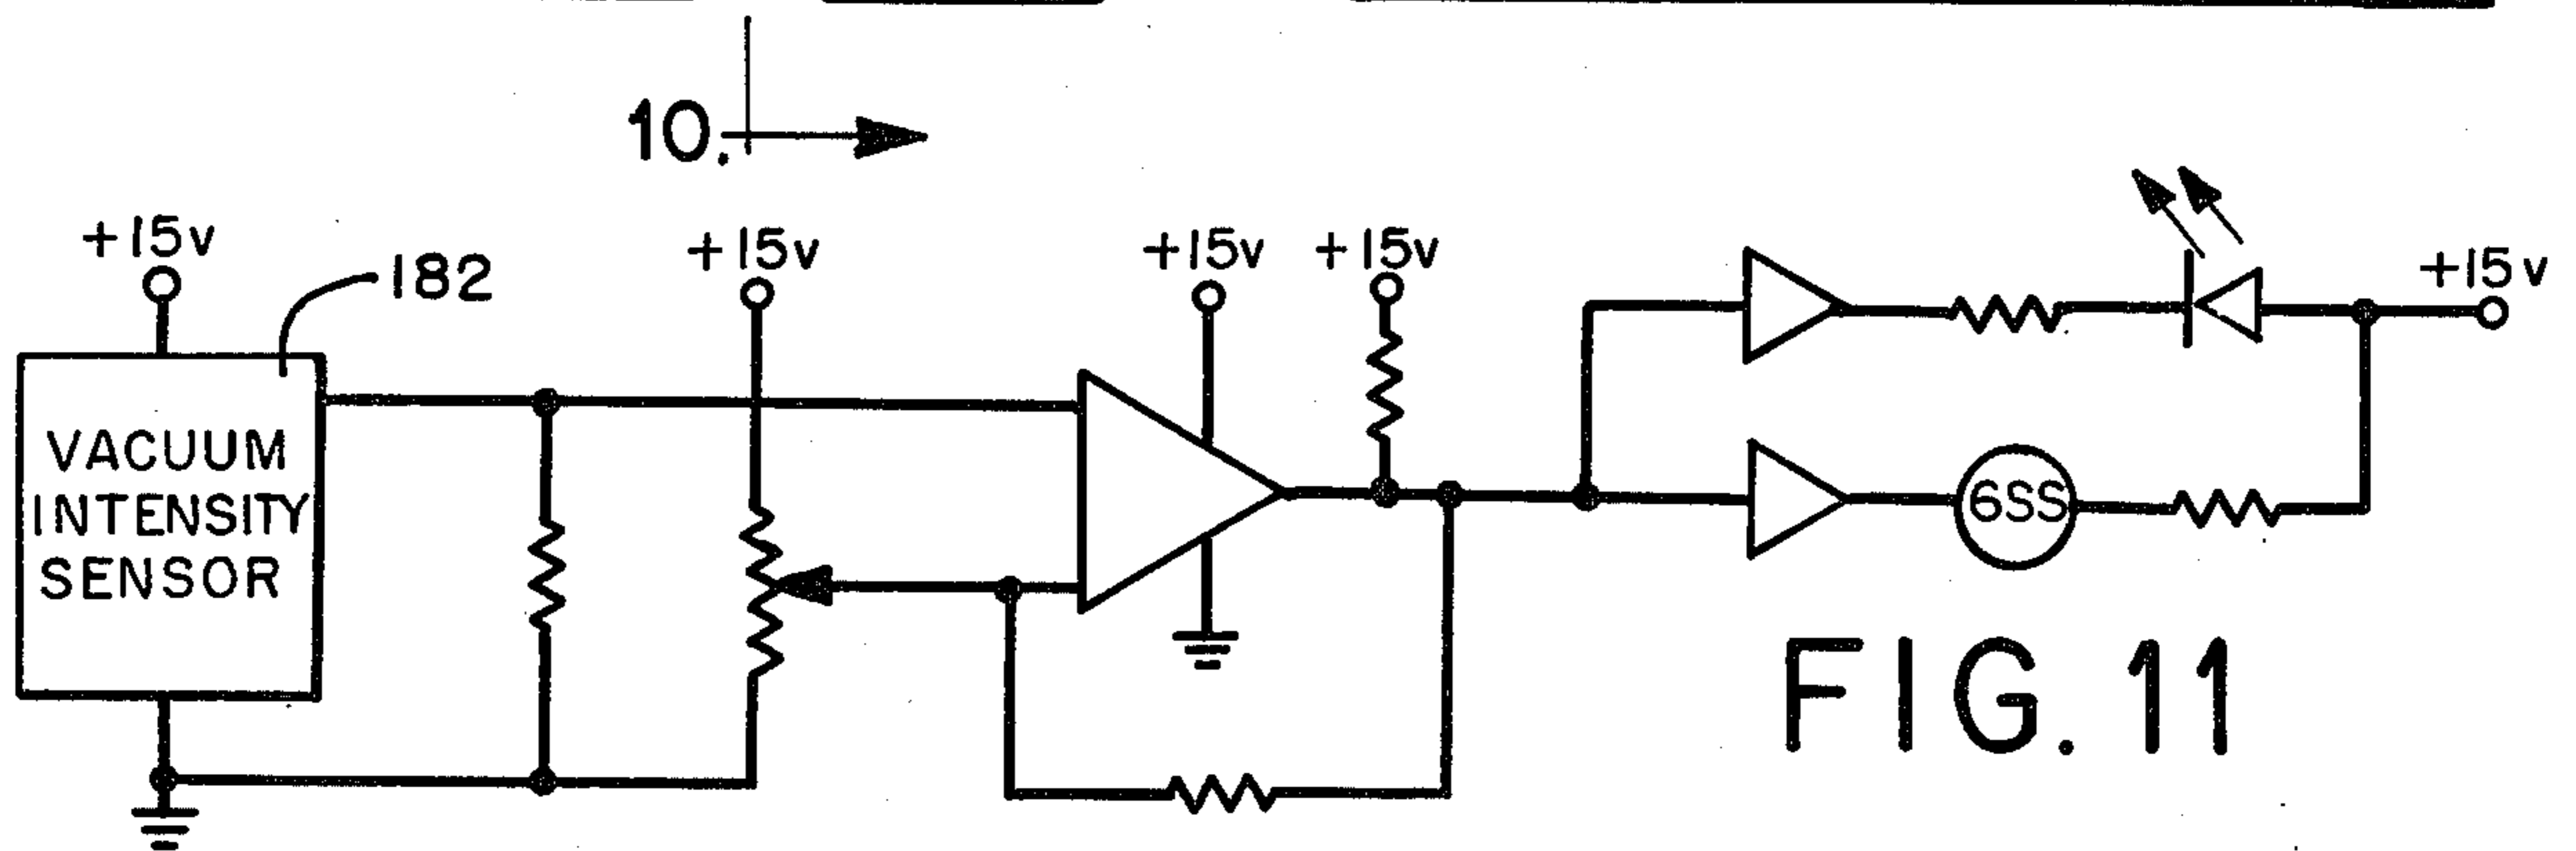 10.
+15v
182
+15v
+15v
+15v
+15v
VACUUM
INTENSITY
SENSOR
6SS
FIG. 11